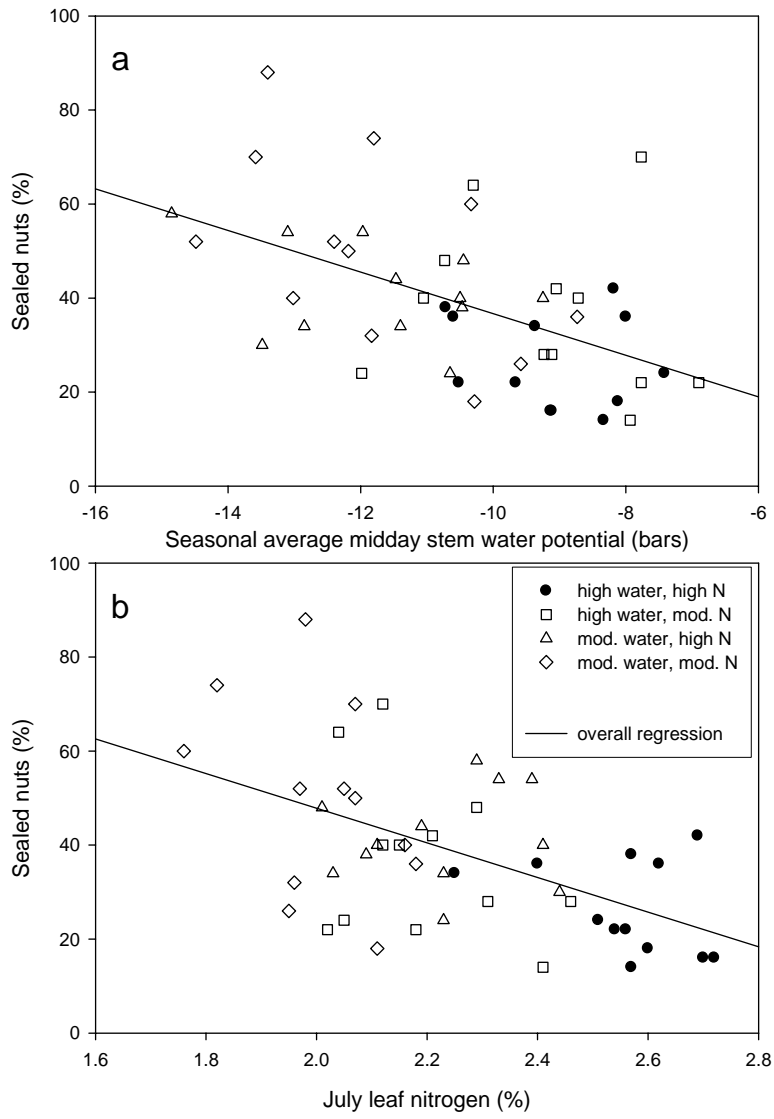 a
Sealed nuts (%)
100
80
60
40
20
0
-16 -14 -12 -10 -8 -6
Seasonal average midday stem water potential (bars)
b
Sealed nuts (%)
100
80
60
40
20
0
high water, high N
high water, mod. N
mod. water, high N
mod. water, mod. N
overall regression
1.6 2.0 2.2 2.4 2.6 2.8
July leaf nitrogen (%)